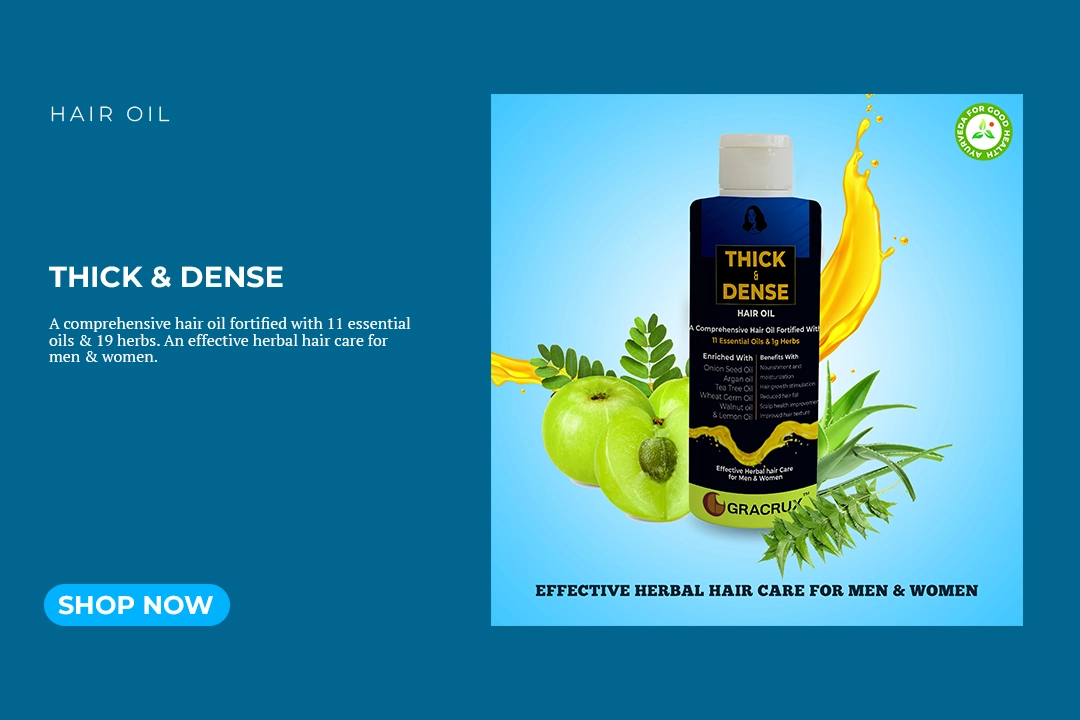 HAIR OIL
THICK & DENSE
A comprehensive hair oil fortified with 11 essential
oils & 19 herbs. An effective herbal hair care for
men & women.
SHOP NOW
AYURVEDA FOR GOOD HEALTH
THICK
&
DENSE
HAIR OIL
A Comprehensive Hair Oil Fortified With
11 Essential Oils & 1g Herbs
Enriched With
Onion Seed Oil
Argan oil
Tea Tree Oil
Wheat Germ Oil
Walnut oil
& Lemon Oil
Benefits With
Nourishment and
moisturization
Hair growth stimulation
Reduced hair fall
Scalp health improvement
Improved hair texture
Effective Herbal hair Care
for Men & Women
GRACRUX™
EFFECTIVE HERBAL HAIR CARE FOR MEN & WOMEN